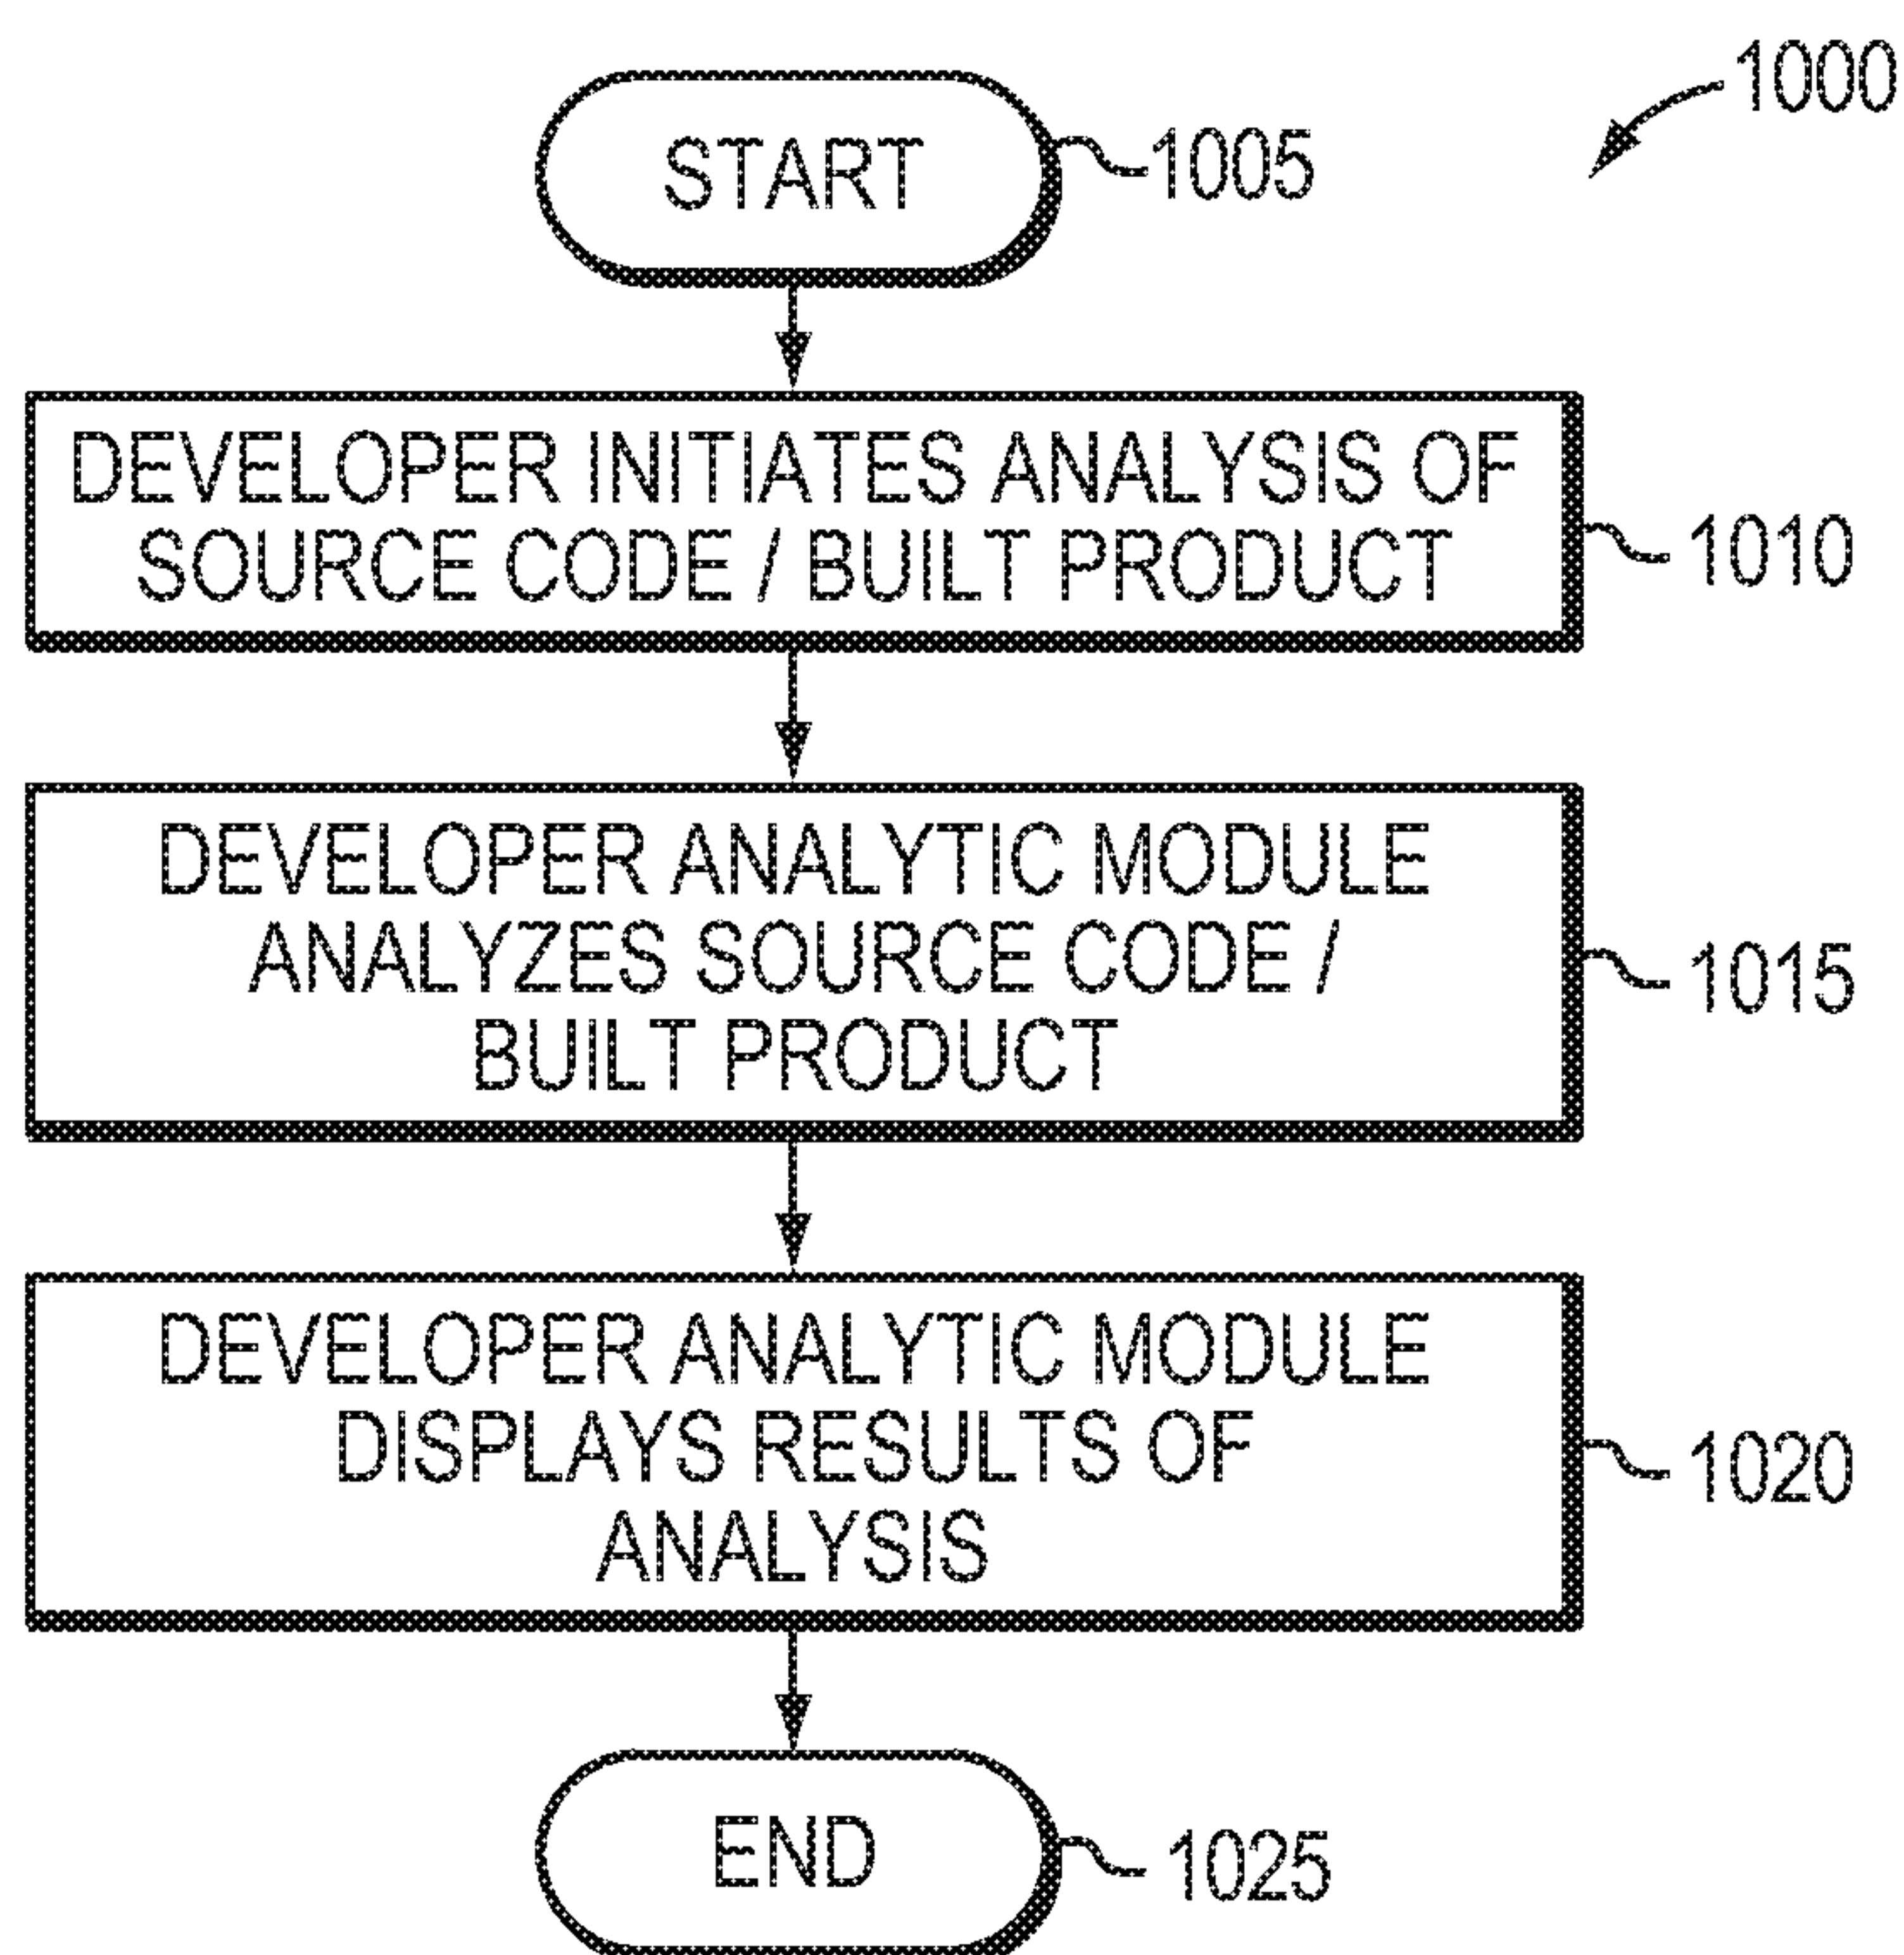 1000
START
1005
DEVELOPER INITIATES ANALYSIS OF
SOURCE CODE / BUILT PRODUCT
1010
DEVELOPER ANALYTIC MODULE
ANALYZES SOURCE CODE /
BUILT PRODUCT
1015
DEVELOPER ANALYTIC MODULE
DISPLAYS RESULTS OF
ANALYSIS
1020
END
1025